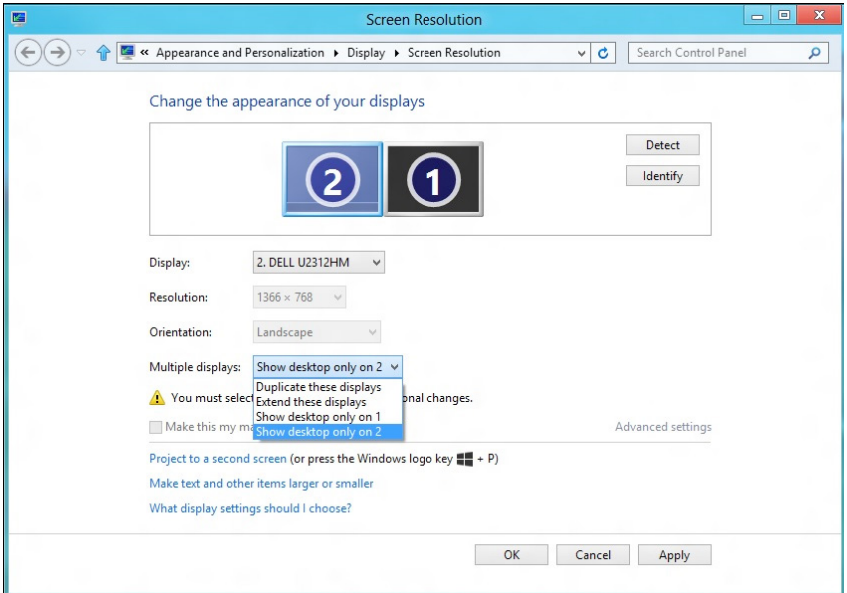 Screen Resolution
« Appearance and Personalization ▸ Display ▸ Screen Resolution
Search Control Panel
Change the appearance of your displays
2
1
Detect
Identify
Display: 2. DELL U2312HM
Resolution: 1366 × 768
Orientation: Landscape
Multiple displays: Show desktop only on 2
Duplicate these displays
Extend these displays
Show desktop only on 1
Show desktop only on 2
You must
changes.
Make this my
Advanced settings
Project to a second screen (or press the Windows logo key + P)
Make text and other items larger or smaller
What display settings should I choose?
OK
Cancel
Apply